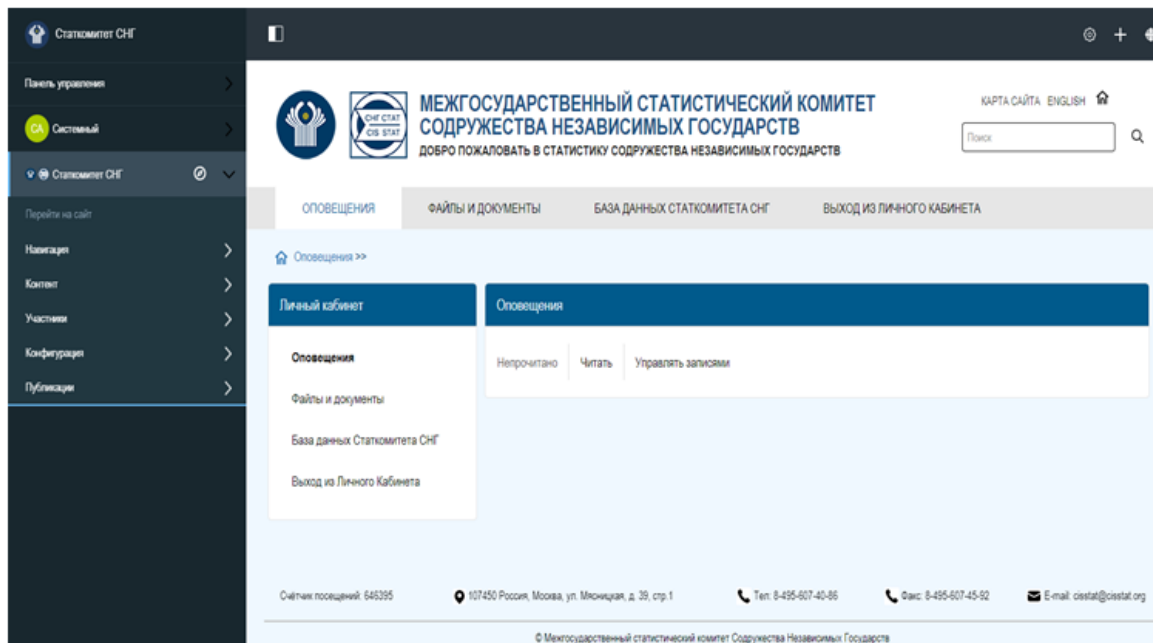 Статкомитет СНГ
Панель управления
СА Системный
Статкомитет СНГ
Перейти на сайт
Навигация
Контент
Участники
Конфигурация
Публикации
СНГ СТАТ
CIS STAT
МЕЖГОСУДАРСТВЕННЫЙ СТАТИСТИЧЕСКИЙ КОМИТЕТ
СОДРУЖЕСТВА НЕЗАВИСИМЫХ ГОСУДАРСТВ
ДОБРО ПОЖАЛОВАТЬ В СТАТИСТИКУ СОДРУЖЕСТВА НЕЗАВИСИМЫХ ГОСУДАРСТВ
КАРТА САЙТА ENGLISH
Поиск
ОПОВЕЩЕНИЯ ФАЙЛЫ И ДОКУМЕНТЫ БАЗА ДАННЫХ СТАТКОМИТЕТА СНГ ВЫХОД ИЗ ЛИЧНОГО КАБИНЕТА
Оповещения >>
Личный кабинет
Оповещения
Файлы и документы
База данных Статкомитета СНГ
Выход из Личного Кабинета
Оповещения
Непрочитано Читать Управлять записями
Счётчик посещений: 646395 107450 Россия, Москва, ул. Мясницкая, д. 39, стр.1 Тел: 8-495-607-40-86 Факс: 8-495-607-45-92 E-mail: cisstat@cisstat.org
© Межгосударственный статистический комитет Содружества Независимых Государств